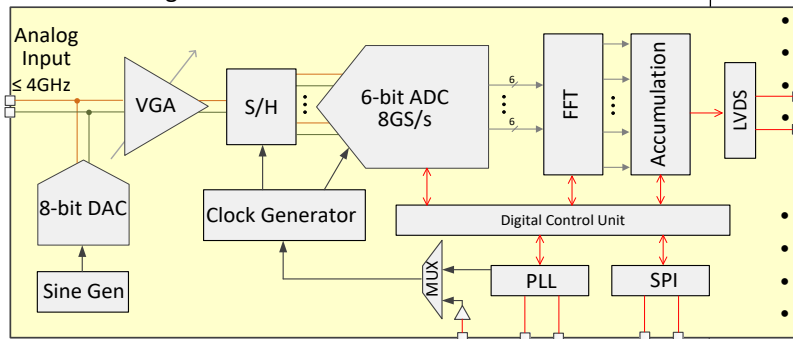 Analog
Input
≤ 4GHz
VGA
S/H
6-bit ADC
8GS/s
6
6
FFT
Accumulation
LVDS
8-bit DAC
Clock Generator
Digital Control Unit
Sine Gen
MUX
PLL
SPI